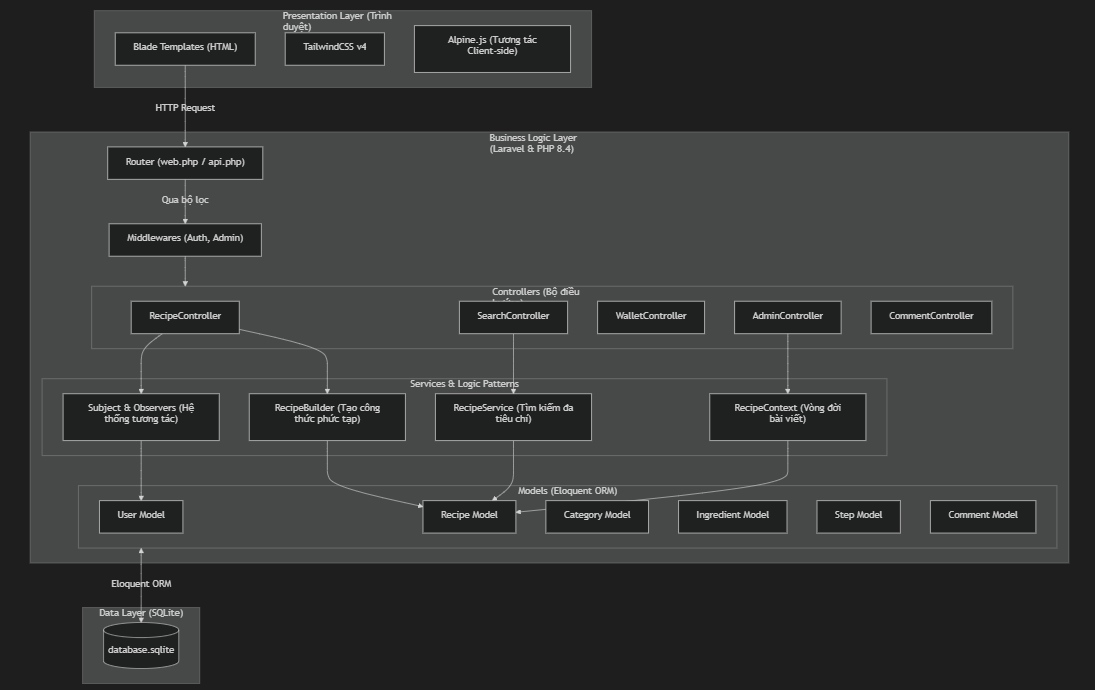 Presentation Layer (Trình
duyệt)
Blade Templates (HTML)
TailwindCSS v4
Alpine.js (Tương tác
Client-side)
HTTP Request
Business Logic Layer
(Laravel & PHP 8.4)
Router (web.php / api.php)
Qua bộ lọc
Middlewares (Auth, Admin)
Controllers (Bộ điều
RecipeController
SearchController
WalletController
AdminController
CommentController
Services & Logic Patterns
Subject & Observers (Hệ
thống tương tác)
RecipeBuilder (Tạo công
thức phức tạp)
RecipeService (Tìm kiếm đa
tiêu chí)
RecipeContext (Vòng đời
bài viết)
Models (Eloquent ORM)
User Model
Recipe Model
Category Model
Ingredient Model
Step Model
Comment Model
Eloquent ORM
Data Layer (SQLite)
database.sqlite